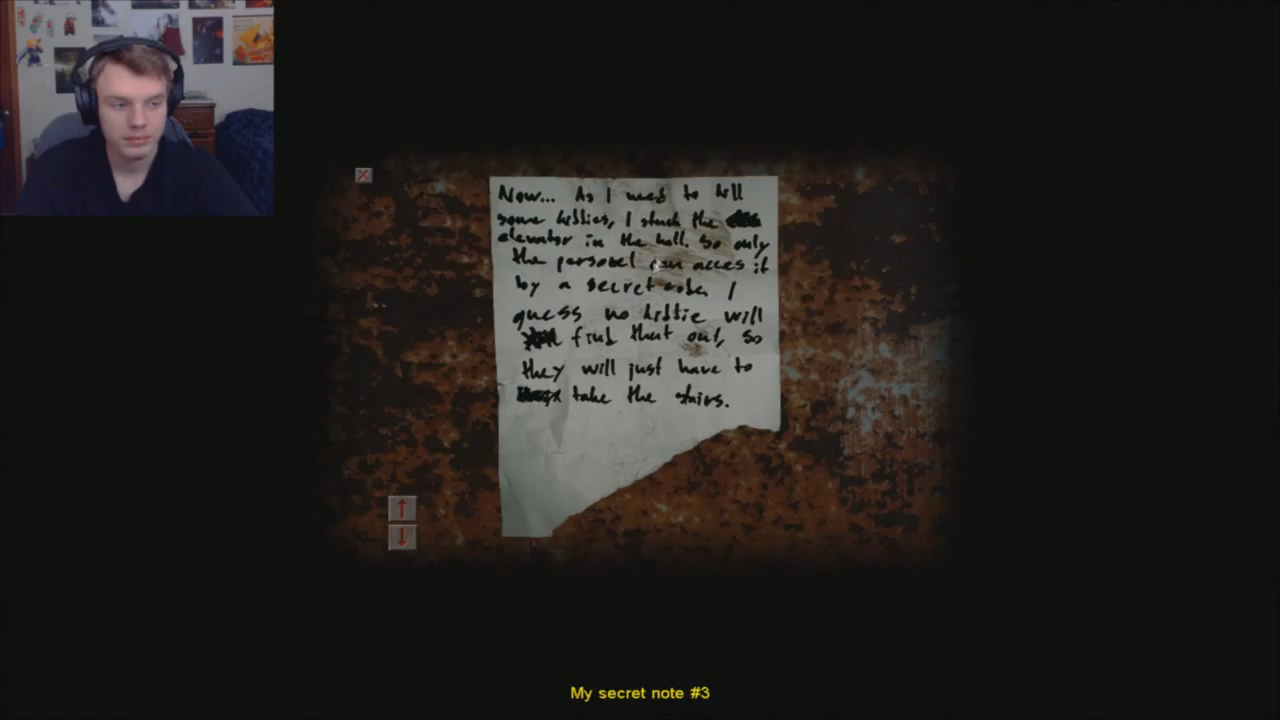 Now... As I need to kill
some kiddies, I stuck the
elevator in the hall. So only
the personel can acces it
by a secret code. I
guess no kiddie will
find that out, so
they will just have to
take the stairs.
My secret note #3